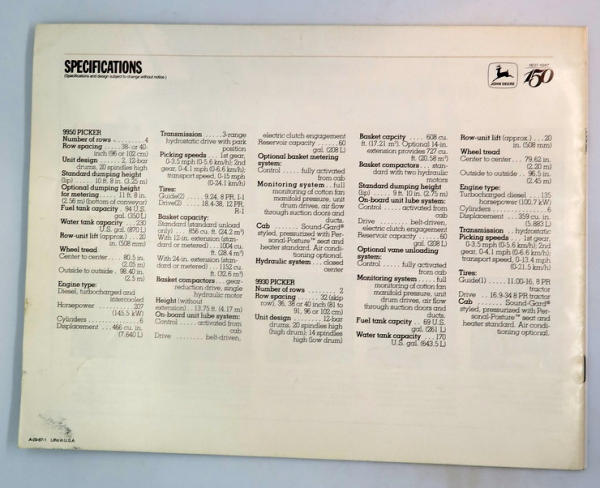 SPECIFICATIONS
(Specifications and design subject to change without notice.)
JOHN DEERE
150
9950 PICKER
Number of rows . . . . . . . . 4
Row spacing . . . . . 38- or 40-
inch (96 or 102 cm)
Unit design . . . . . . . 2, 12-bar
drums, 20 spindles high
Standard dumping height
(lip) . . . . 10 ft. 8 in. (3.25 m)
Optional dumping height
for metering . . . . . 11 ft. 8 in.
(2.56 m) (bottom of conveyor)
Fuel tank capacity . 94 U.S.
gal. (350 L)
Water tank capacity . . 230
U.S. gal. (870 L)
Row-unit lift (approx.) . . 20
in. (508 mm)
Wheel tread
Center to center . . . . 80.5 in.
(2.05 m)
Outside to outside . 98.40 in.
(2.5 m)
Engine type:
Diesel, turbocharged and
intercooled
Horsepower . . . . . . . . 207
(145.5 kW)
Cylinders . . . . . . . . . . . . . 6
Displacement . . . 466 cu. in.
(7,640 L)
Transmission . . . . . 3-range
hydrostatic drive with park
position
Picking speeds . . . 1st gear,
0-3.5 mph (0-5.6 km/h); 2nd
gear, 0-4.1 mph (0-6.6 km/h);
transport speed, 0-15 mph
(0-24.1 km/h)
Tires:
Guide(2) . . . . 9.24, 8 PR, I-1
Drive(2) . . . . 18.4-38, 12 PR,
R-1
Basket capacity:
Standard (standard unload
only) . . . . 856 cu. ft. (24.2 m³)
With 12-in. extension (stan-
dard or metered) . . . 1004 cu.
ft. (28.4 m³)
With 24-in. extension (stan-
dard or metered) . . . 1152 cu.
ft. (32.6 m³)
Basket compactors . . . gear-
reduction drive, single
hydraulic motor
Height (without
extension) . 13.75 ft. (4.17 m)
On-board unit lube system:
Control . . . . activated from
cab
Drive . . . . . . . . . belt-driven,
electric clutch engagement
Reservoir capacity . . . . . 60
gal. (208 L)
Optional basket metering
system:
Control . . . . . fully activated
from cab
Monitoring system . . full
monitoring of cotton fan
manifold pressure, unit
drum drives, air flow
through suction doors and
ducts.
Cab . . . . . . . Sound-Gard®
styled, pressurized with Per-
sonal-Posture™ seat and
heater standard. Air condi-
tioning optional.
Hydraulic system . . . closed
center
9930 PICKER
Number of rows . . . . . . . 2
Row spacing . . . . . 32 (skip
row), 36, 38 or 40 inch (81 to
91, 96 or 102 cm)
Unit design . . . . . . . . 12-bar
drums, 20 spindles high
(high drum); 14 spindles
high (low drum)
Basket capcity . . . . 608 cu.
ft. (17.21 m³). Optional 14-in.
extension provides 727 cu.
ft. (20.58 m³)
Basket compactors . . . stan-
dard with two hydraulic
motors
Standard dumping height
(lip) . . . . . 9 ft. 10 in. (2.75 m)
On-board unit lube system:
Control . . . . activated from
cab
Drive . . . . . . . belt-driven,
electric clutch engagement
Reservoir capacity . . . . . 60
gal. (208 L)
Optional vane unloading
system:
Control . . . . . fully activated
from cab
Monitoring system . . . full
monitoring of cotton fan
manifold pressure, unit
drum drives, air flow
through suction doors and
ducts.
Fuel tank capcity . . 69 U.S.
gal. (261 L)
Water tank capacity . . . 170
U.S. gal. (643.5 L)
Row-unit lift (approx.) . . . 20
in. (508 mm)
Wheel tread
Center to center . . . 79.62 in.
(2.20 m)
Outside to outside . . 96.5 in.
(2.45 m)
Engine type:
Turbocharged diesel . . . . 135
horsepower (100.7 kW)
Cylinders . . . . . . . . . . . . . 6
Displacement . . 359 cu. in.
(5,883 L)
Transmission . . hydrostatic
Picking speeds . . . 1st gear,
0-3.5 mph (0-5.6 km/h); 2nd
gear, 0-4.1 mph (0-6.6 km/h);
transport speed, 0-13.4 mph
(0-21.5 km/h)
Tires:
Guide(1) . . . . . . 11.00-16, 8 PR
tractor
Drive . . 16.9-34 8 PR tractor
Cab . . . . . . . Sound-Gard®
styled, pressurized with Per-
sonal-Posture™ seat and
heater standard. Air condi-
tioning optional.
A-29-87-1 Litho in U.S.A.